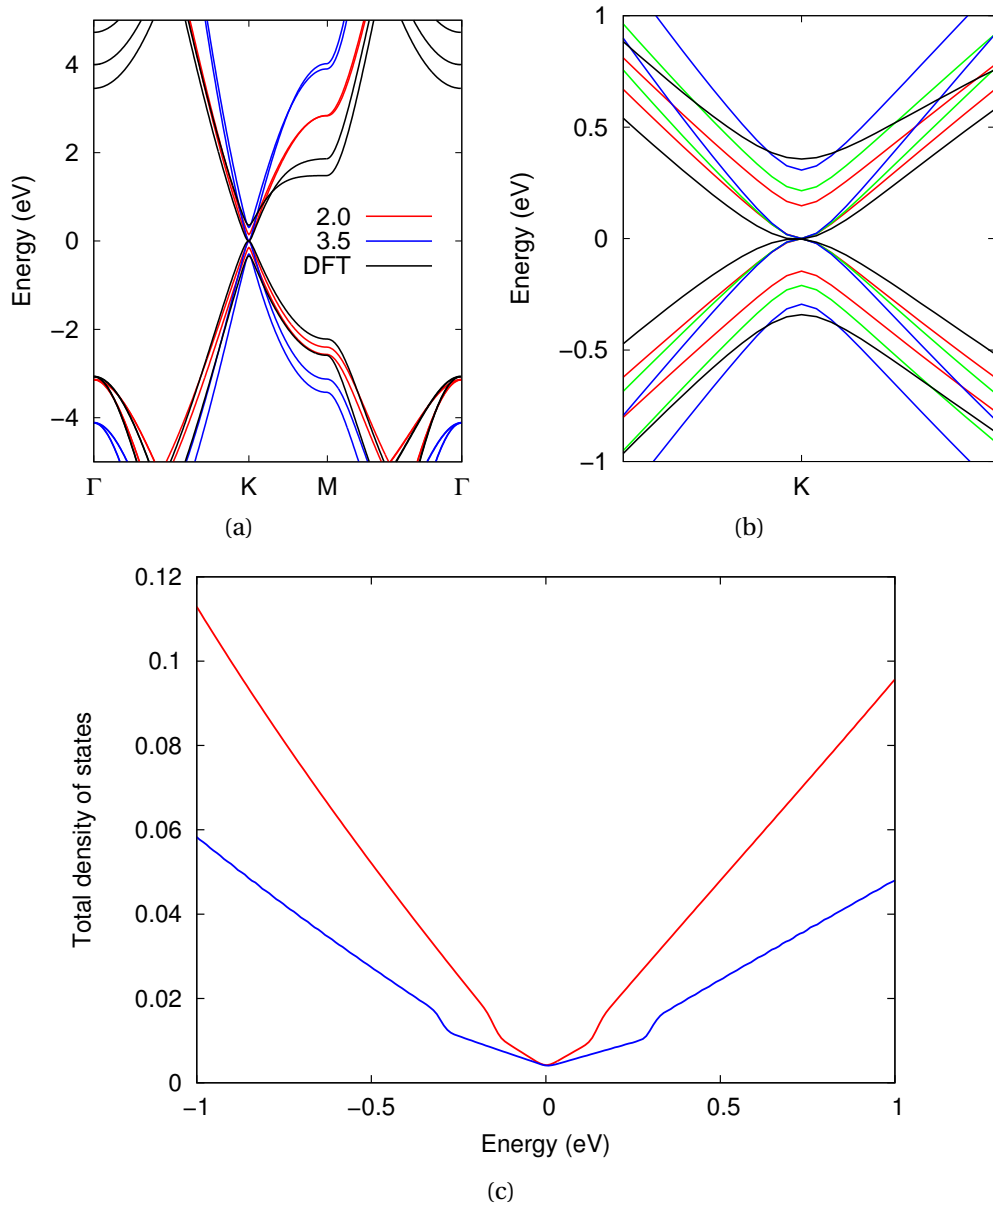 Energy (eV)
4
2
0
−2
−4
Γ
K
M
Γ
2.0
3.5
DFT
(a)
Energy (eV)
1
0.5
0
−0.5
−1
K
(b)
Total density of states
0.12
0.1
0.08
0.06
0.04
0.02
0
−1
−0.5
0
0.5
1
Energy (eV)
(c)